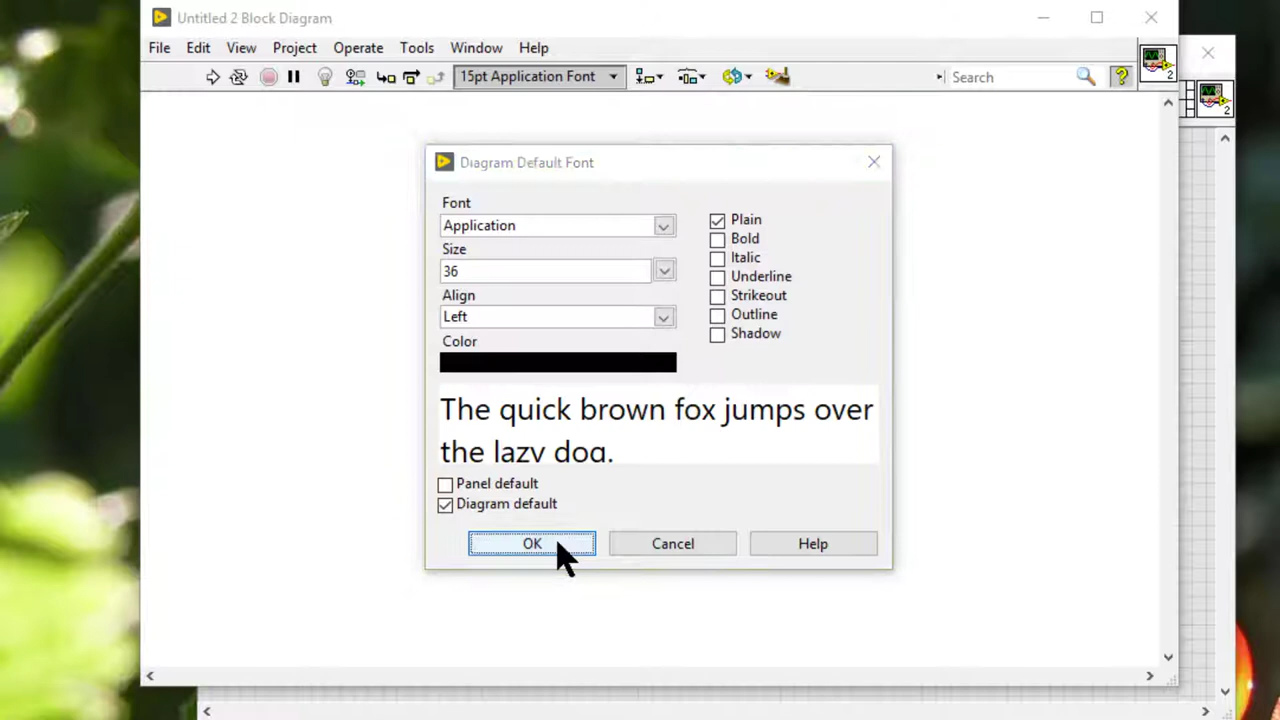 Untitled 2 Block Diagram
File Edit View Project Operate Tools Window Help
15pt Application Font
Search
?
2
2
Diagram Default Font
Font
Application
Size
36
Align
Left
Color
Plain
Bold
Italic
Underline
Strikeout
Outline
Shadow
The quick brown fox jumps over
the lazy dog.
Panel default
Diagram default
OK Cancel Help